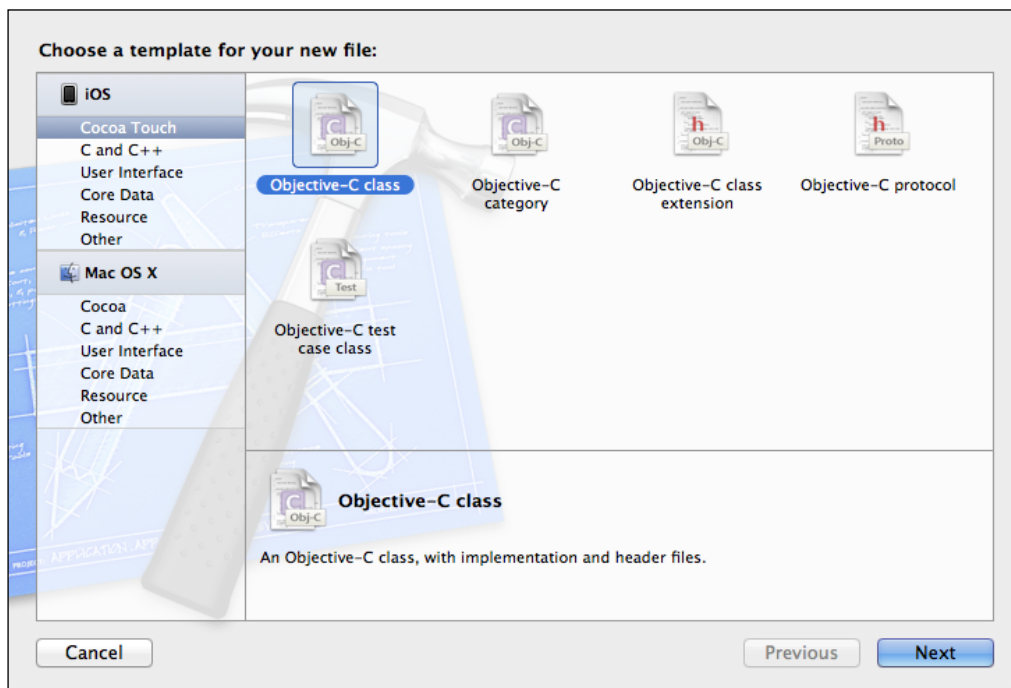 Choose a template for your new file:
iOS
Cocoa Touch
C and C++
User Interface
Core Data
Resource
Other
Mac OS X
Cocoa
C and C++
User Interface
Core Data
Resource
Other
C
Obj-C
Objective-C class
C
Obj-C
Objective-C
category
h
Obj-C
Objective-C class
extension
h
Proto
Objective-C protocol
C
Test
Objective-C test
case class
C
Obj-C
Objective-C class
An Objective-C class, with implementation and header files.
PROJECT: APPLICATION.APP
Cancel
Previous
Next